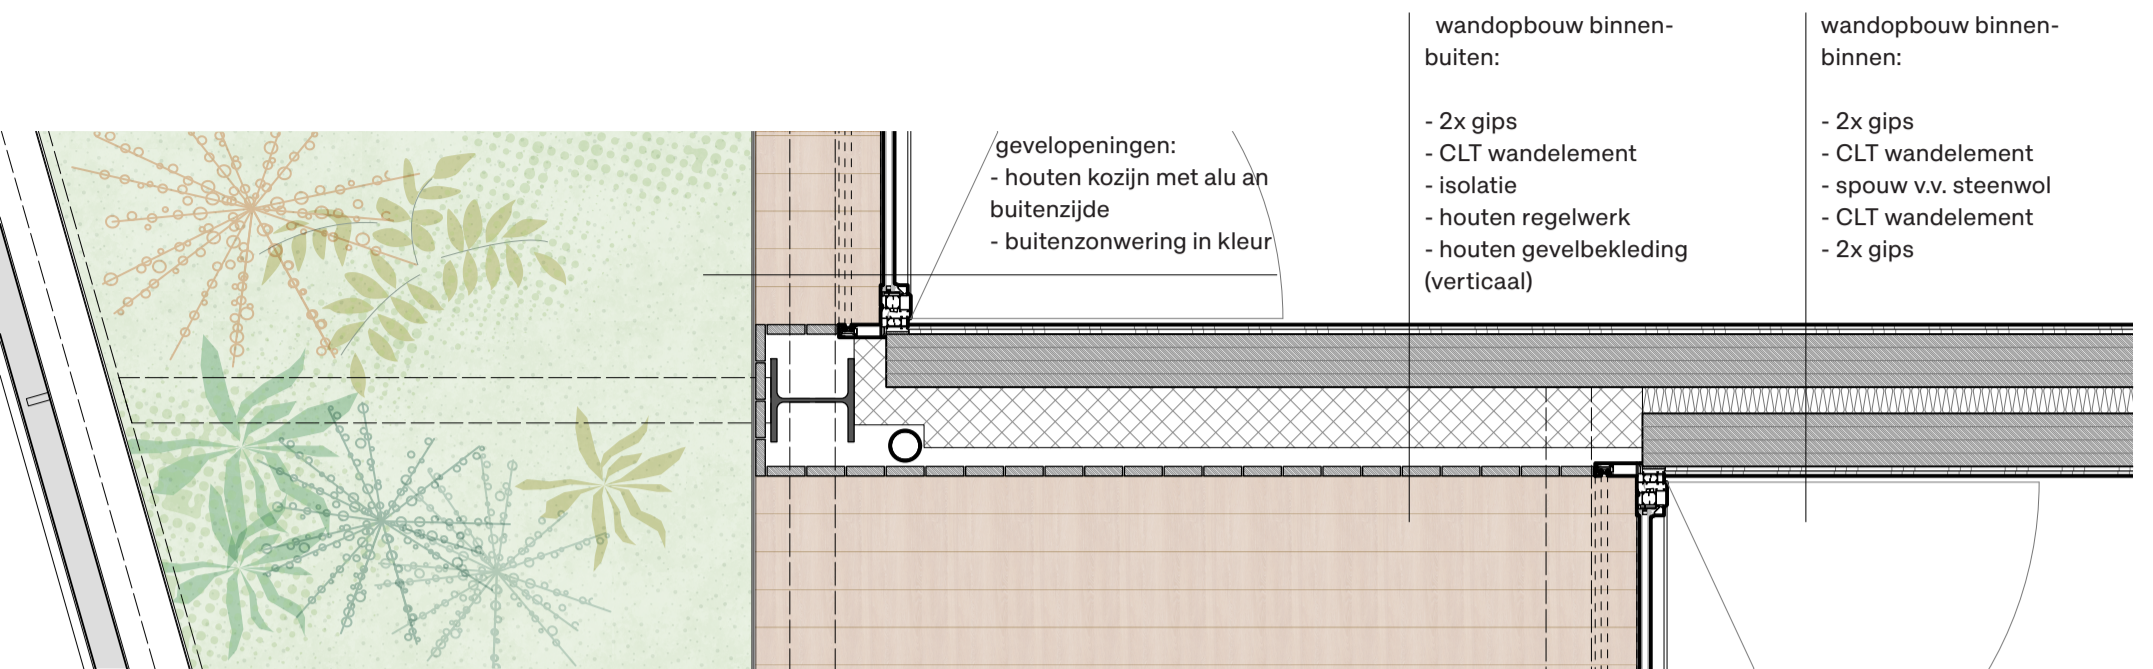 gevelopeningen:
- houten kozijn met alu an
buitenzijde
- buitenzonwering in kleur
wandopbouw binnen-
buiten:
- 2x gips
- CLT wandelement
- isolatie
- houten regelwerk
- houten gevelbekleding
(verticaal)
wandopbouw binnen-
binnen:
- 2x gips
- CLT wandelement
- spouw v.v. steenwol
- CLT wandelement
- 2x gips